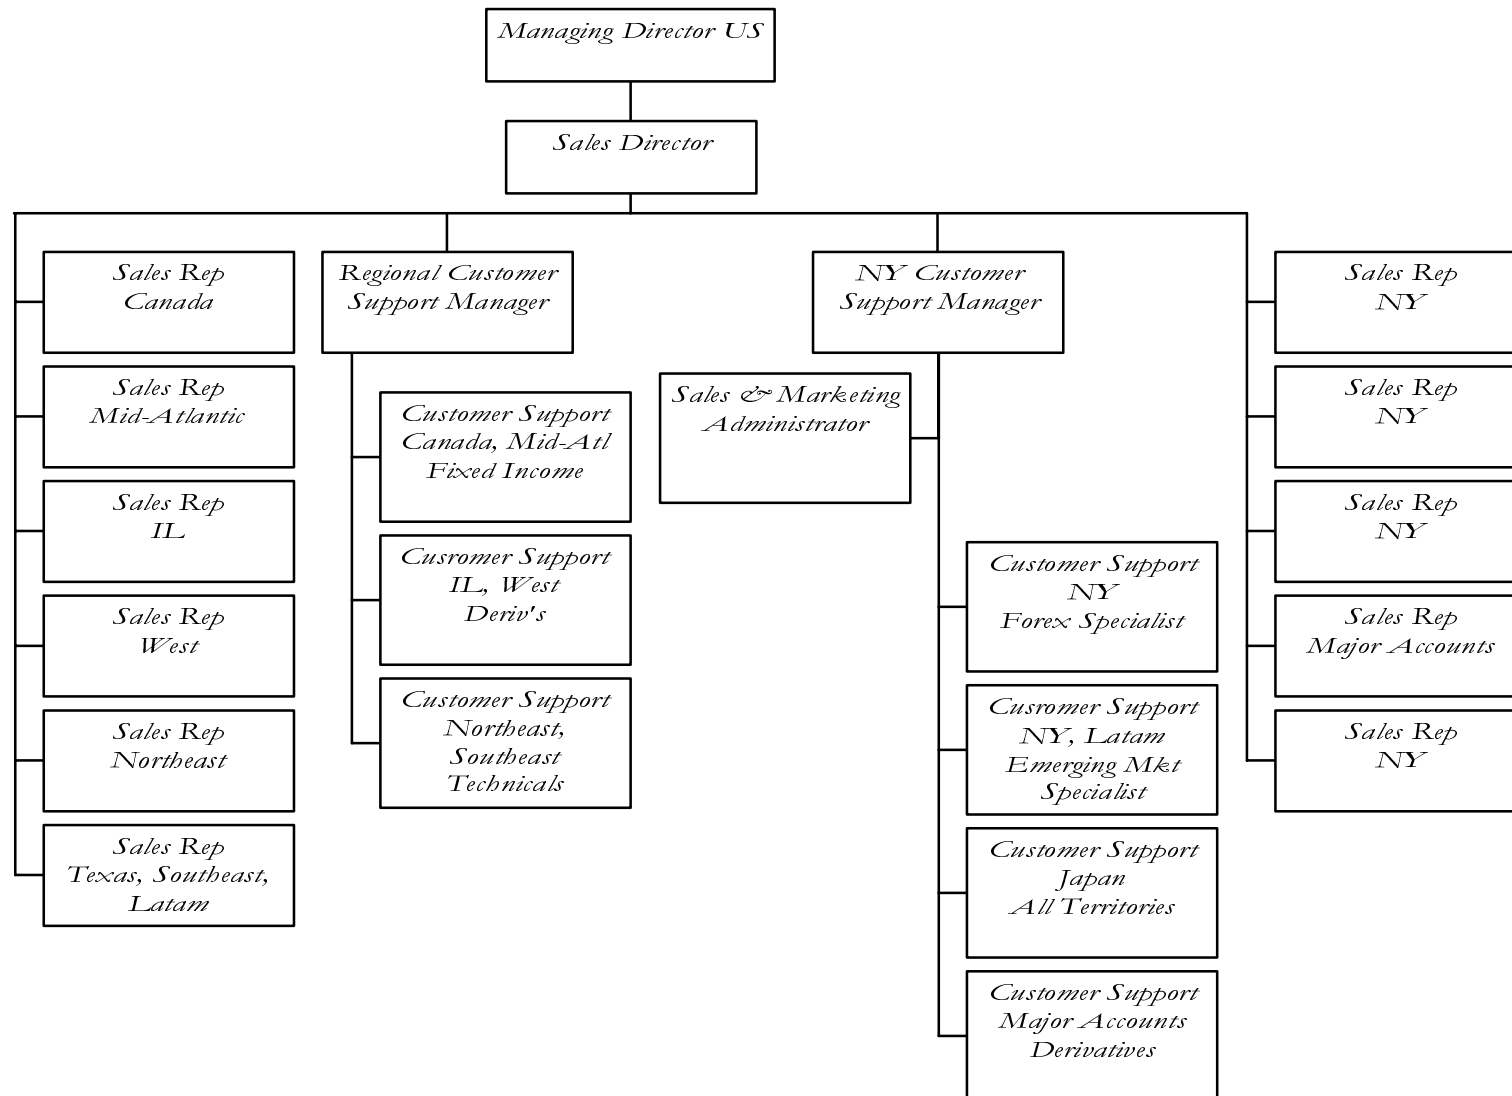 Managing Director US
Sales Director
Sales Rep
Canada
Sales Rep
Mid-Atlantic
Sales Rep
IL
Sales Rep
West
Sales Rep
Northeast
Sales Rep
Texas, Southeast,
Latam
Regional Customer
Support Manager
Customer Support
Canada, Mid-Atl
Fixed Income
Cusromer Support
IL, West
Deriv's
Customer Support
Northeast,
Southeast
Technicals
NY Customer
Support Manager
Sales & Marketing
Administrator
Customer Support
NY
Forex Specialist
Cusromer Support
NY, Latam
Emerging Mkt
Specialist
Customer Support
Japan
All Territories
Customer Support
Major Accounts
Derivatives
Sales Rep
NY
Sales Rep
NY
Sales Rep
NY
Sales Rep
Major Accounts
Sales Rep
NY